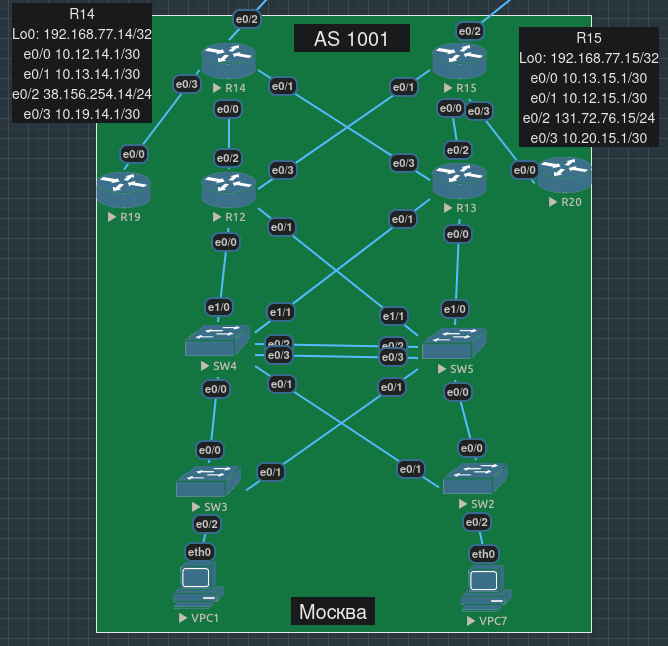 R14
Lo0: 192.168.77.14/32
e0/0 10.12.14.1/30
e0/1 10.13.14.1/30
e0/2 38.156.254.14/24
e0/3 10.19.14.1/30
e0/2
AS 1001
e0/2
R15
Lo0: 192.168.77.15/32
e0/0 10.13.15.1/30
e0/1 10.12.15.1/30
e0/2 131.72.76.15/24
e0/3 10.20.15.1/30
R14
R15
e0/3
e0/1
e0/1
e0/0
e0/0
e0/3
e0/0
e0/2
e0/3
e0/3
e0/2
e0/0
R19
R12
R13
R20
e0/0
e0/1
e0/1
e0/0
e1/0
e1/1
e1/1
e1/0
SW4
e0/2
e0/3
e0/2
e0/3
SW5
e0/0
e0/1
e0/1
e0/0
e0/0
e0/1
e0/1
e0/0
SW3
SW2
e0/2
e0/2
eth0
eth0
VPC1
Москва
VPC7